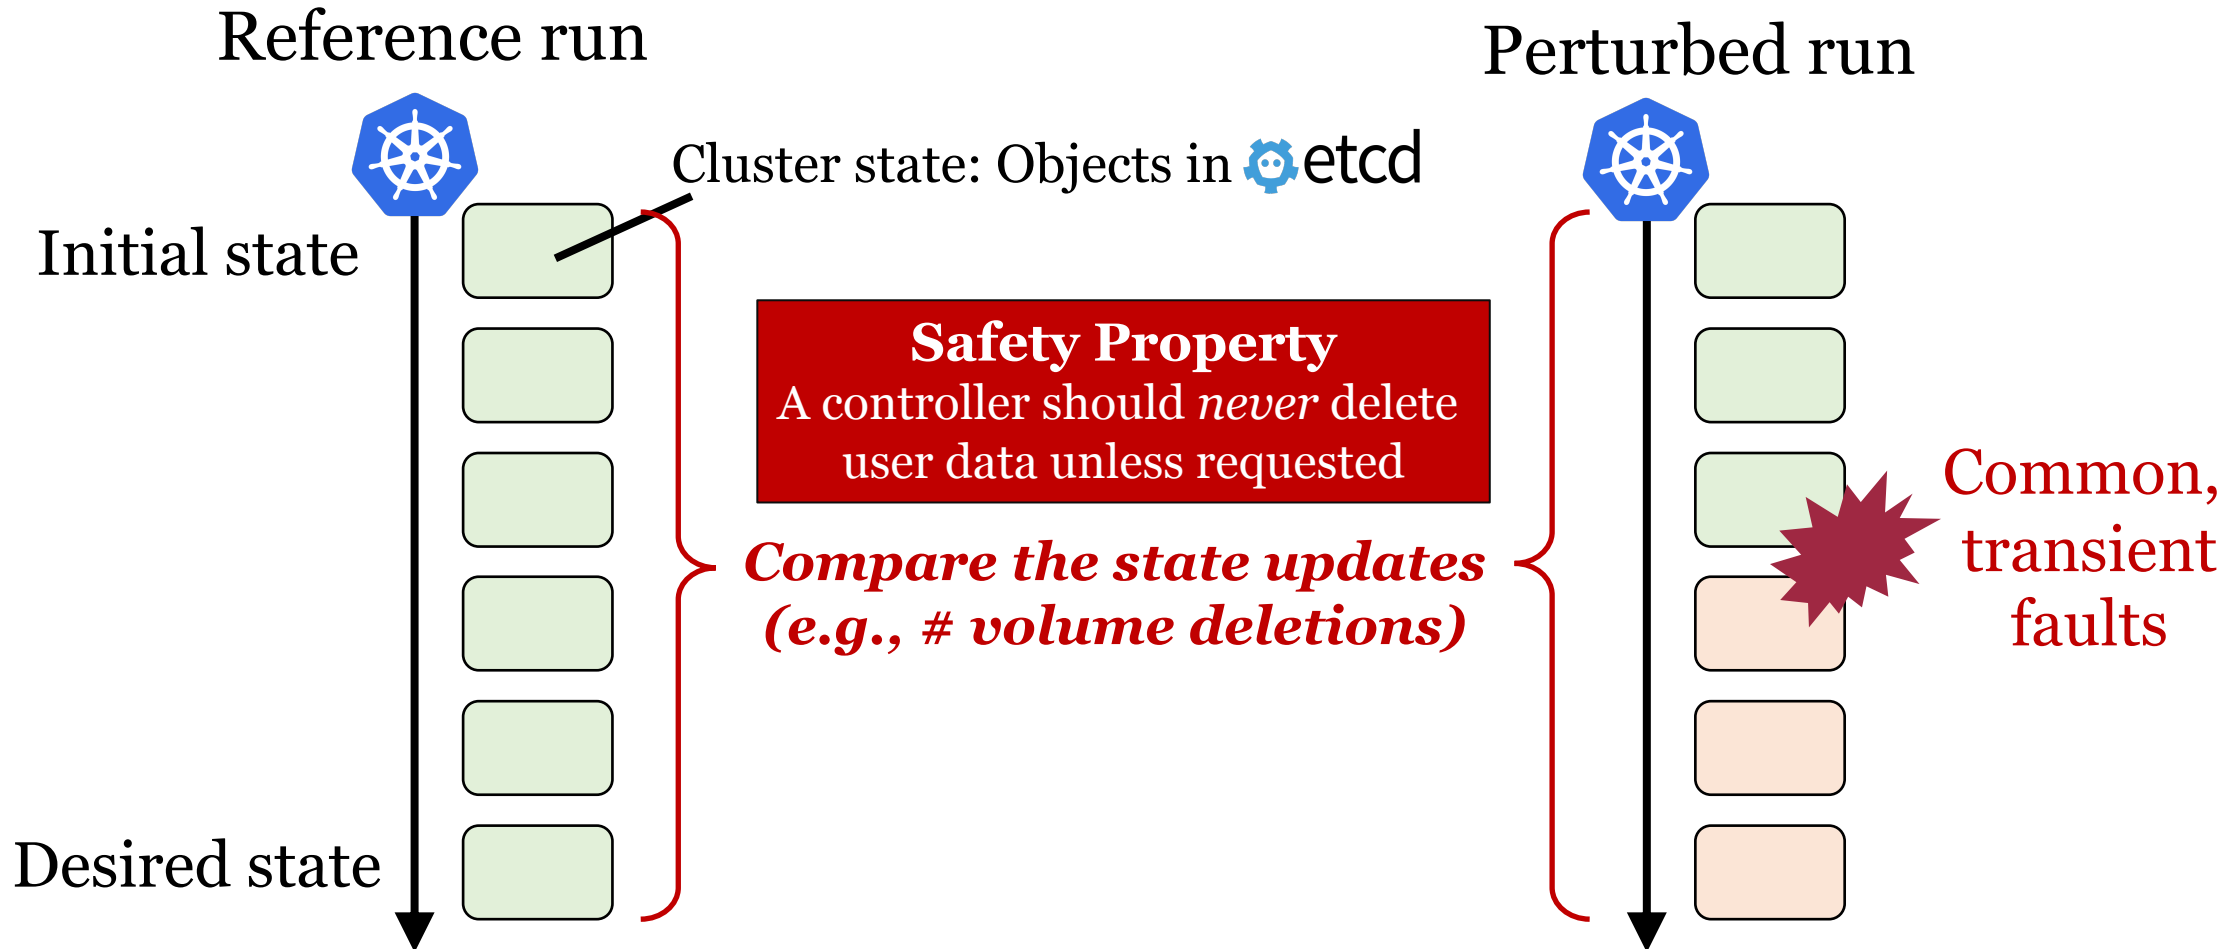 Reference run
Perturbed run
Cluster state: Objects in etcd
Initial state
Safety Property
A controller should never delete
user data unless requested
Common,
transient
faults
Compare the state updates
(e.g., # volume deletions)
Desired state